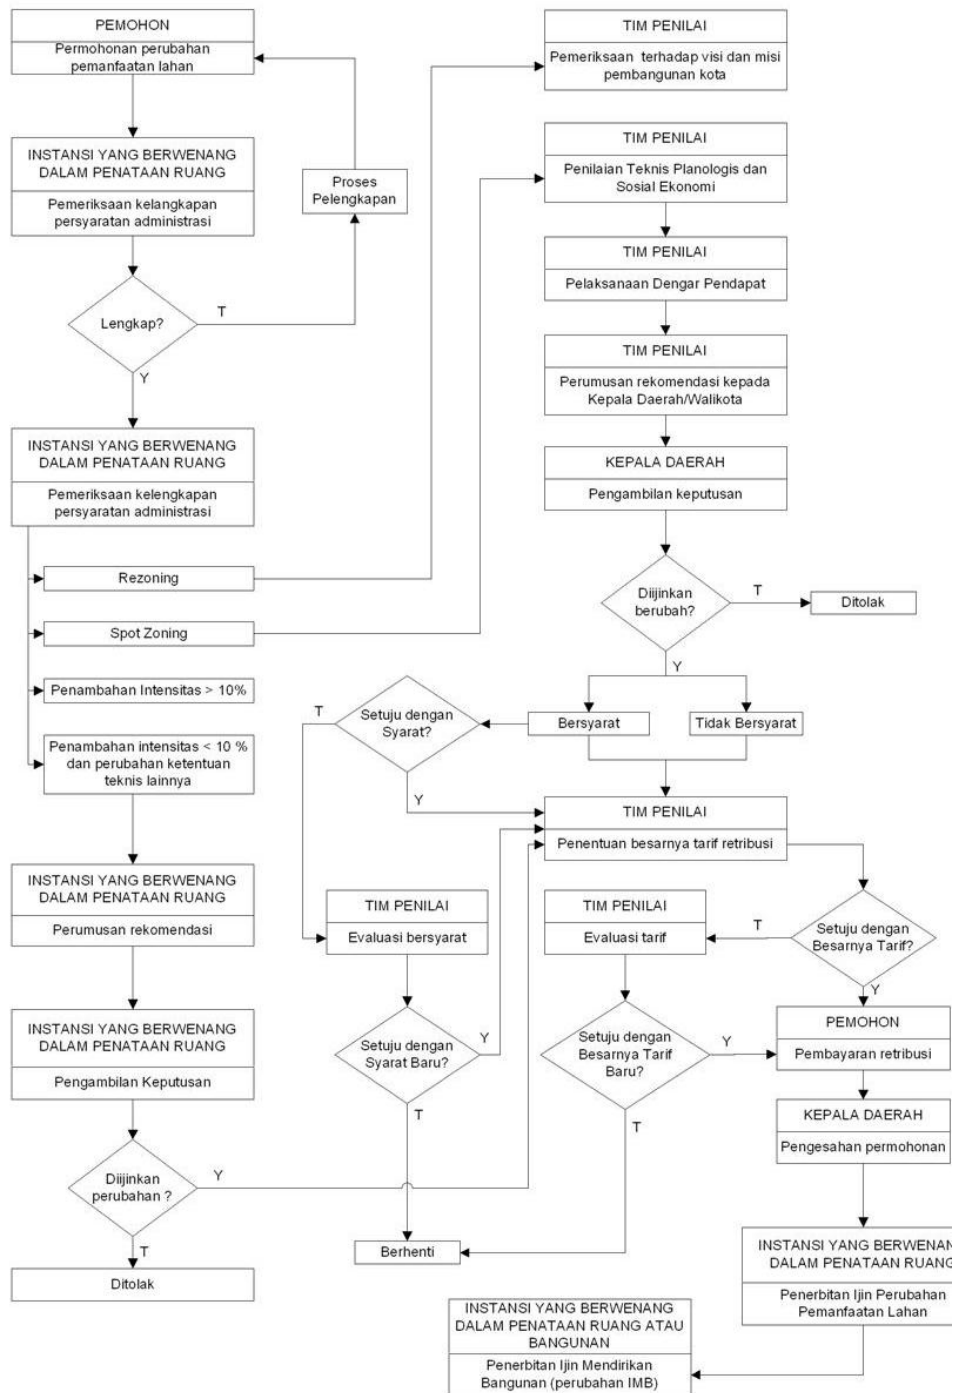 PEMOHON
Permohonan perubahan
pemanfaatan lahan
INSTANSI YANG BERWENANG
DALAM PENATAAN RUANG
Pemeriksaan kelangkapan
persyaratan administrasi
Proses
Pelengkapan
Lengkap?
T
Y
INSTANSI YANG BERWENANG
DALAM PENATAAN RUANG
Pemeriksaan kelengkapan
persyaratan administrasi
Rezoning
Spot Zoning
Penambahan Intensitas > 10%
Penambahan intensitas < 10 %
dan perubahan ketentuan
teknis lainnya
INSTANSI YANG BERWENANG
DALAM PENATAAN RUANG
Perumusan rekomendasi
INSTANSI YANG BERWENANG
DALAM PENATAAN RUANG
Pengambilan Keputusan
Diijinkan
perubahan ?
Y
T
Ditolak
TIM PENILAI
Pemeriksaan terhadap visi dan misi
pembangunan kota
TIM PENILAI
Penilaian Teknis Planologis dan
Sosial Ekonomi
TIM PENILAI
Pelaksanaan Dengar Pendapat
TIM PENILAI
Perumusan rekomendasi kepada
Kepala Daerah/Walikota
KEPALA DAERAH
Pengambilan keputusan
Diijinkan
berubah?
T
Ditolak
Y
Bersyarat
Tidak Bersyarat
Setuju dengan
Syarat?
T
Y
TIM PENILAI
Penentuan besarnya tarif retribusi
TIM PENILAI
Evaluasi bersyarat
Setuju dengan
Syarat Baru?
Y
T
Berhenti
TIM PENILAI
Evaluasi tarif
T
Setuju dengan
Besarnya Tarif?
Y
Setuju dengan
Besarnya Tarif
Baru?
Y
T
PEMOHON
Pembayaran retribusi
KEPALA DAERAH
Pengesahan permohonan
INSTANSI YANG BERWENAN
DALAM PENATAAN RUANG
Penerbitan Ijin Perubahan
Pemanfaatan Lahan
INSTANSI YANG BERWENANG
DALAM PENATAAN RUANG ATAU
BANGUNAN
Penerbitan Ijin Mendirikan
Bangunan (perubahan IMB)